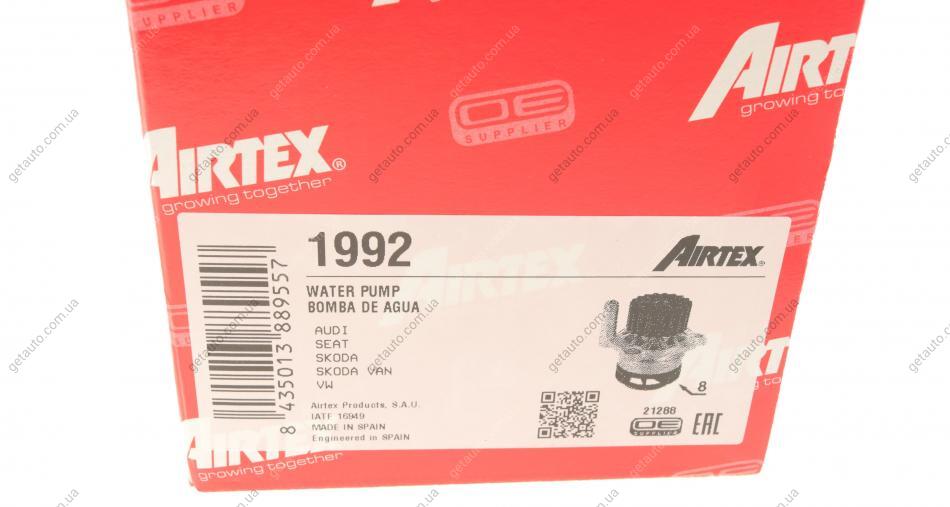 SUPPLIER
AIRTEX
growing together
OE
SUPPLIER
AIRTEX®
growing together
1992
AIRTEX®
WATER PUMP
BOMBA DE AGUA
AUDI
SEAT
SKODA
SKODA VAN
VW
Airtex Products, S.A.U.
IATF 16949
MADE IN SPAIN
Engineered in SPAIN
8 435013 889557
8
21288
OE
SUPPLIER
EAC
AIRTEX
growing together
getauto.com.ua